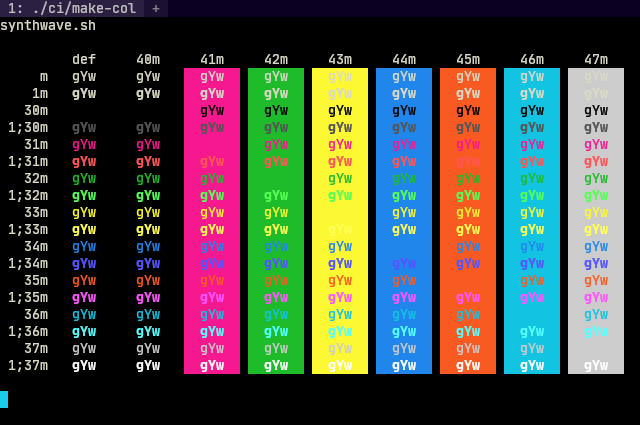 1: ./ci/make-col +
synthwave.sh
def 40m 41m 42m 43m 44m 45m 46m 47m
m gYw gYw gYw gYw gYw gYw gYw gYw gYw
1m gYw gYw gYw gYw gYw gYw gYw gYw gYw
30m gYw gYw gYw gYw gYw gYw gYw
1;30m gYw gYw gYw gYw gYw gYw gYw gYw gYw
31m gYw gYw gYw gYw gYw gYw gYw gYw
1;31m gYw gYw gYw gYw gYw gYw gYw gYw gYw
32m gYw gYw gYw gYw gYw gYw gYw gYw
1;32m gYw gYw gYw gYw gYw gYw gYw gYw gYw
33m gYw gYw gYw gYw gYw gYw gYw gYw
1;33m gYw gYw gYw gYw gYw gYw gYw gYw gYw
34m gYw gYw gYw gYw gYw gYw gYw gYw
1;34m gYw gYw gYw gYw gYw gYw gYw gYw gYw
35m gYw gYw gYw gYw gYw gYw gYw gYw
1;35m gYw gYw gYw gYw gYw gYw gYw gYw gYw
36m gYw gYw gYw gYw gYw gYw gYw gYw
1;36m gYw gYw gYw gYw gYw gYw gYw gYw gYw
37m gYw gYw gYw gYw gYw gYw gYw gYw
1;37m gYw gYw gYw gYw gYw gYw gYw gYw gYw